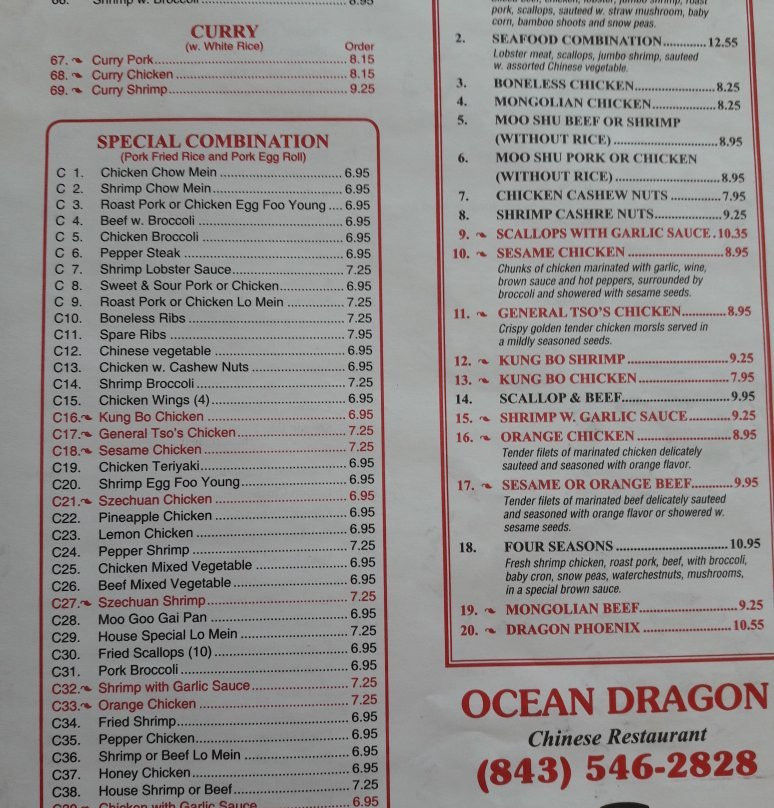 66. Shrimp w. Broccoli 8.95
CURRY
(w. White Rice) Order
67. Curry Pork 8.15
68. Curry Chicken 8.15
69. Curry Shrimp 9.25
SPECIAL COMBINATION
(Pork Fried Rice and Pork Egg Roll)
C 1. Chicken Chow Mein 6.95
C 2. Shrimp Chow Mein 6.95
C 3. Roast Pork or Chicken Egg Foo Young 6.95
C 4. Beef w. Broccoli 6.95
C 5. Chicken Broccoli 6.95
C 6. Pepper Steak 6.95
C 7. Shrimp Lobster Sauce 7.25
C 8. Sweet & Sour Pork or Chicken 6.95
C 9. Roast Pork or Chicken Lo Mein 7.25
C10. Boneless Ribs 7.25
C11. Spare Ribs 7.95
C12. Chinese vegetable 6.95
C13. Chicken w. Cashew Nuts 6.95
C14. Shrimp Broccoli 7.25
C15. Chicken Wings (4) 6.95
C16. Kung Bo Chicken 6.95
C17. General Tso's Chicken 7.25
C18. Sesame Chicken 7.25
C19. Chicken Teriyaki 6.95
C20. Shrimp Egg Foo Young 6.95
C21. Szechuan Chicken 6.95
C22. Pineapple Chicken 6.95
C23. Lemon Chicken 6.95
C24. Pepper Shrimp 7.25
C25. Chicken Mixed Vegetable 6.95
C26. Beef Mixed Vegetable 6.95
C27. Szechuan Shrimp 7.25
C28. Moo Goo Gai Pan 6.95
C29. House Special Lo Mein 7.25
C30. Fried Scallops (10) 6.95
C31. Pork Broccoli 6.95
C32. Shrimp with Garlic Sauce 7.25
C33. Orange Chicken 7.25
C34. Fried Shrimp 6.95
C35. Pepper Chicken 6.95
C36. Shrimp or Beef Lo Mein 6.95
C37. Honey Chicken 6.95
C38. House Shrimp or Beef 7.25
C39. Chicken with Garlic Sauce 6.95
pork, scallops, sauteed w. straw mushroom, baby
corn, bamboo shoots and snow peas.
2. SEAFOOD COMBINATION 12.55
Lobster meat, scallops, jumbo shrimp, sauteed
w. assorted Chinese vegetable.
3. BONELESS CHICKEN 8.25
4. MONGOLIAN CHICKEN 8.25
5. MOO SHU BEEF OR SHRIMP
(WITHOUT RICE) 8.95
6. MOO SHU PORK OR CHICKEN
(WITHOUT RICE) 8.95
7. CHICKEN CASHEW NUTS 7.95
8. SHRIMP CASHRE NUTS 9.25
9. SCALLOPS WITH GARLIC SAUCE 10.35
10. SESAME CHICKEN 8.95
Chunks of chicken marinated with garlic, wine,
brown sauce and hot peppers, surrounded by
broccoli and showered with sesame seeds.
11. GENERAL TSO'S CHICKEN 8.95
Crispy golden tender chicken morsls served in
a mildly seasoned seeds.
12. KUNG BO SHRIMP 9.25
13. KUNG BO CHICKEN 7.95
14. SCALLOP & BEEF 9.95
15. SHRIMP W. GARLIC SAUCE 9.25
16. ORANGE CHICKEN 8.95
Tender filets of marinated chicken delicately
sauteed and seasoned with orange flavor.
17. SESAME OR ORANGE BEEF 9.95
Tender filets of marinated beef delicately sauteed
and seasoned with orange flavor or showered w.
sesame seeds.
18. FOUR SEASONS 10.95
Fresh shrimp chicken, roast pork, beef, with broccoli,
baby cron, snow peas, waterchestnuts, mushrooms,
in a special brown sauce.
19. MONGOLIAN BEEF 9.25
20. DRAGON PHOENIX 10.55
OCEAN DRAGON
Chinese Restaurant
(843) 546-2828